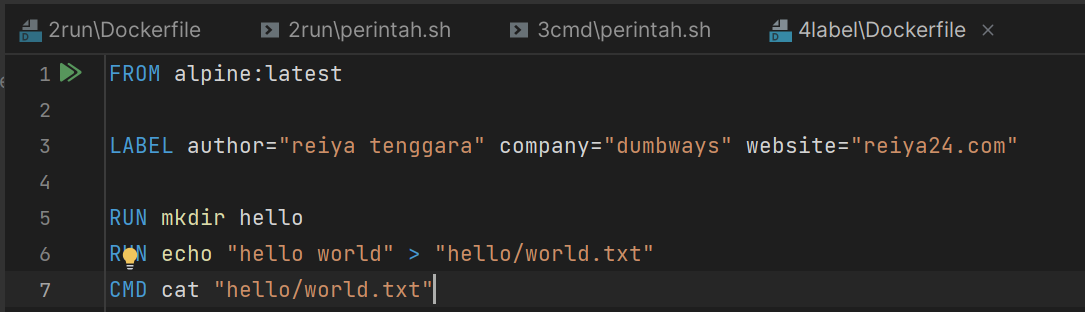 2run\Dockerfile 2run\perintah.sh 3cmd\perintah.sh 4label\Dockerfile
1 FROM alpine:latest
2
3 LABEL author="reiya tenggara" company="dumbways" website="reiya24.com"
4
5 RUN mkdir hello
6 RUN echo "hello world" > "hello/world.txt"
7 CMD cat "hello/world.txt"